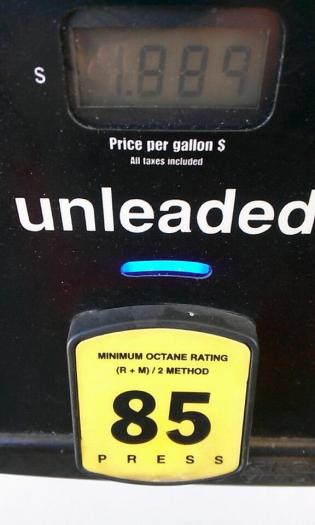 $ 1.889
Price per gallon $
All taxes included
unleaded
MINIMUM OCTANE RATING
(R + M) / 2 METHOD
85
PRESS